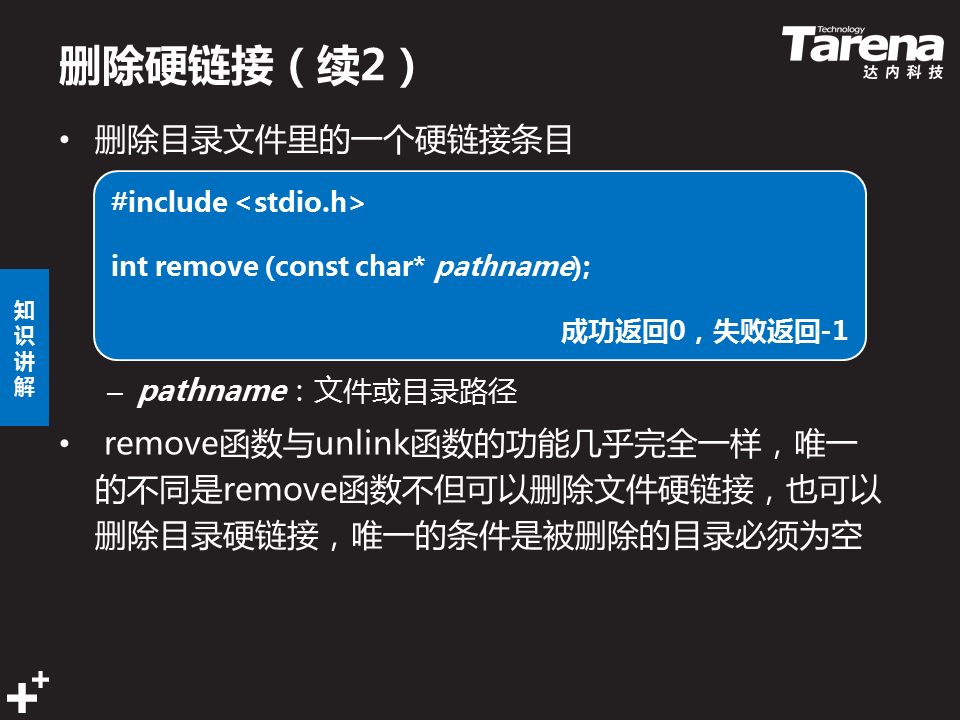 删除硬链接（续2）
Technology
Tarena
达内科技
• 删除目录文件里的一个硬链接条目
#include <stdio.h>
int remove (const char* pathname);
成功返回0，失败返回-1
知识讲解
– pathname：文件或目录路径
• remove函数与unlink函数的功能几乎完全一样，唯一
的不同是remove函数不但可以删除文件硬链接，也可以
删除目录硬链接，唯一的条件是被删除的目录必须为空